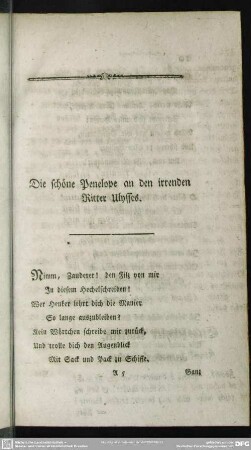 Die schöne Penelope an den irrenden
Ritter Ulysses.
Nimm, Zauderer! den Filz von mir
In diesem Hechelschreiben!
Wer Henker lehrt dich die Manier
So lange auszubleiben!
Kein Wörtchen schreibe mir zurück,
Und trolle dich den Augenblick
Mit Sack und Pack zu Schiffe.
A 5 Ganz